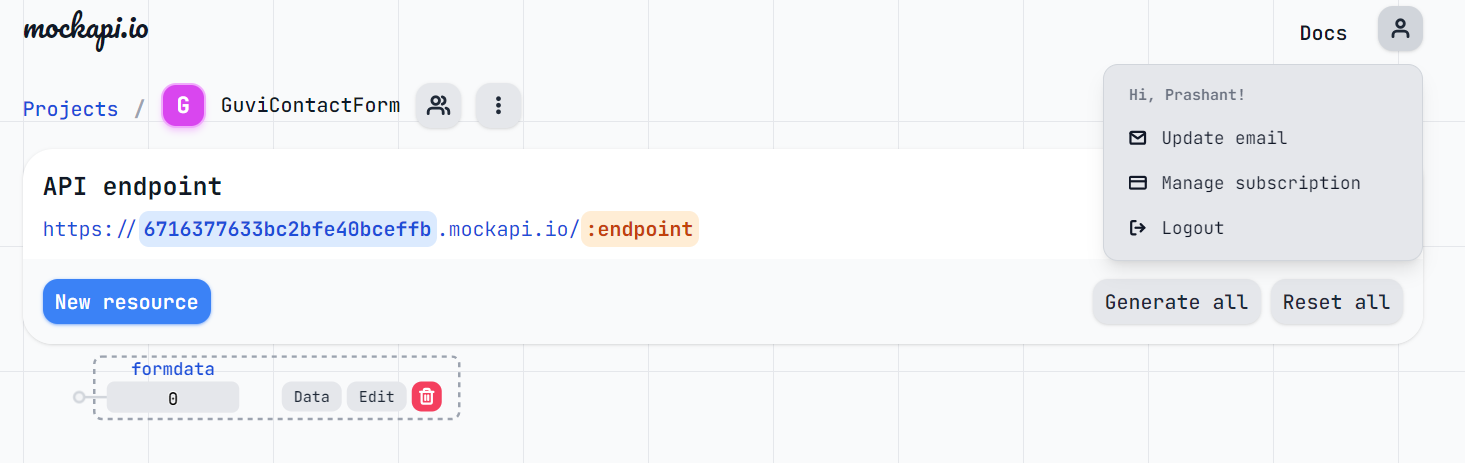 mockapi.io
Docs
Projects / G GuviContactForm
Hi, Prashant!
Update email
Manage subscription
Logout
API endpoint
https://6716377633bc2bfe40bceffb.mockapi.io/:endpoint
New resource
Generate all
Reset all
formdata
0
Data
Edit